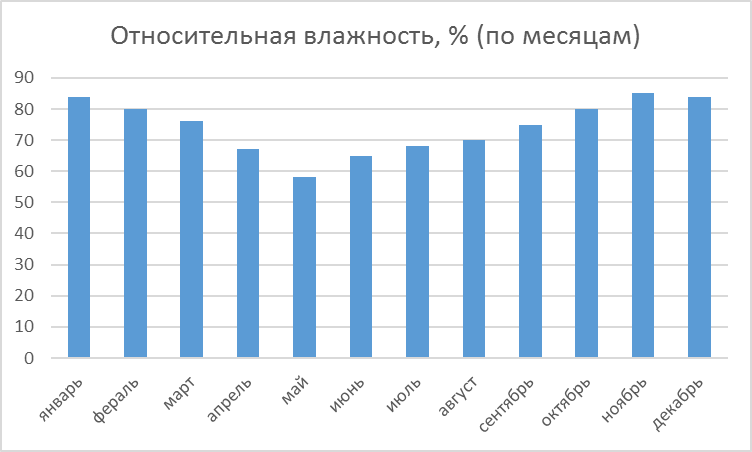 Относительная влажность, % (по месяцам)
90
80
70
60
50
40
30
20
10
0
январь
фераль
март
апрель
май
июнь
июль
август
сентябрь
октябрь
ноябрь
декабрь